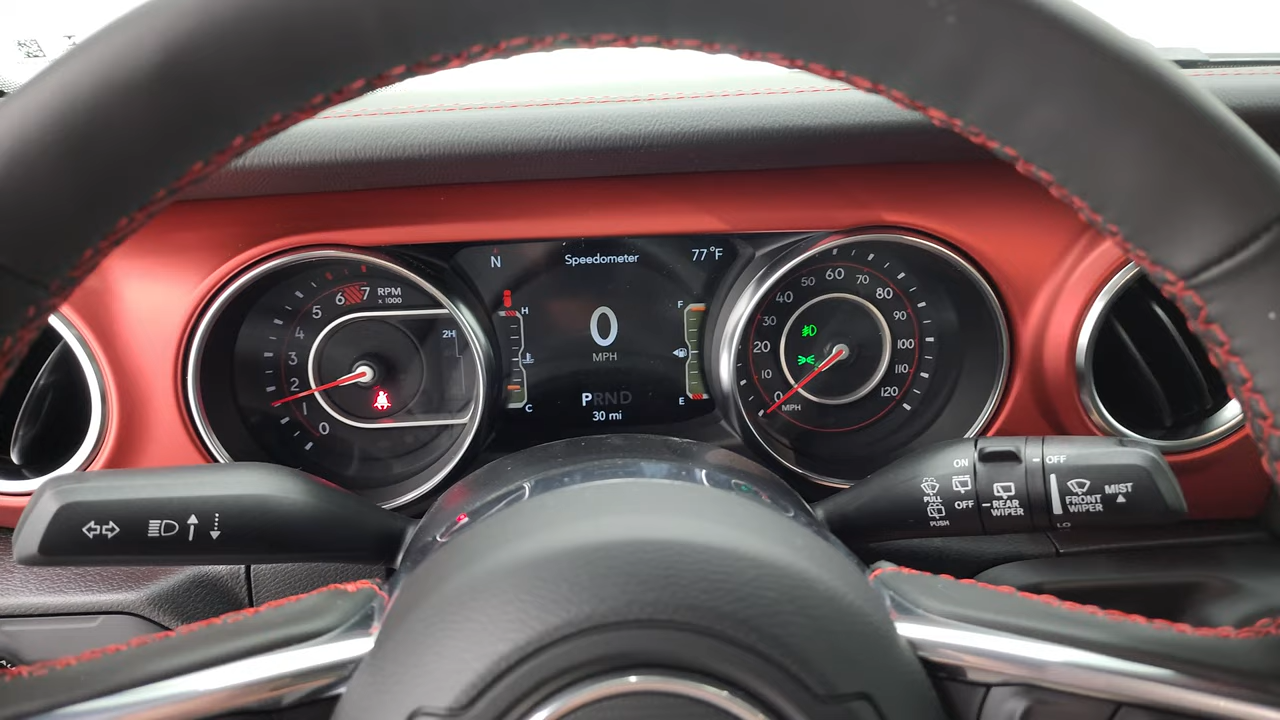 N
Speedometer
77°F
0
MPH
PRND
30 mi
H
C
F
E
RPM
x 1000
7
6
5
4
3
2
1
0
2H
0
10
20
30
40
50
60
70
80
90
100
110
120
MPH
ON
OFF
PULL
PUSH
REAR
WIPER
OFF
FRONT
WIPER
MIST
LO